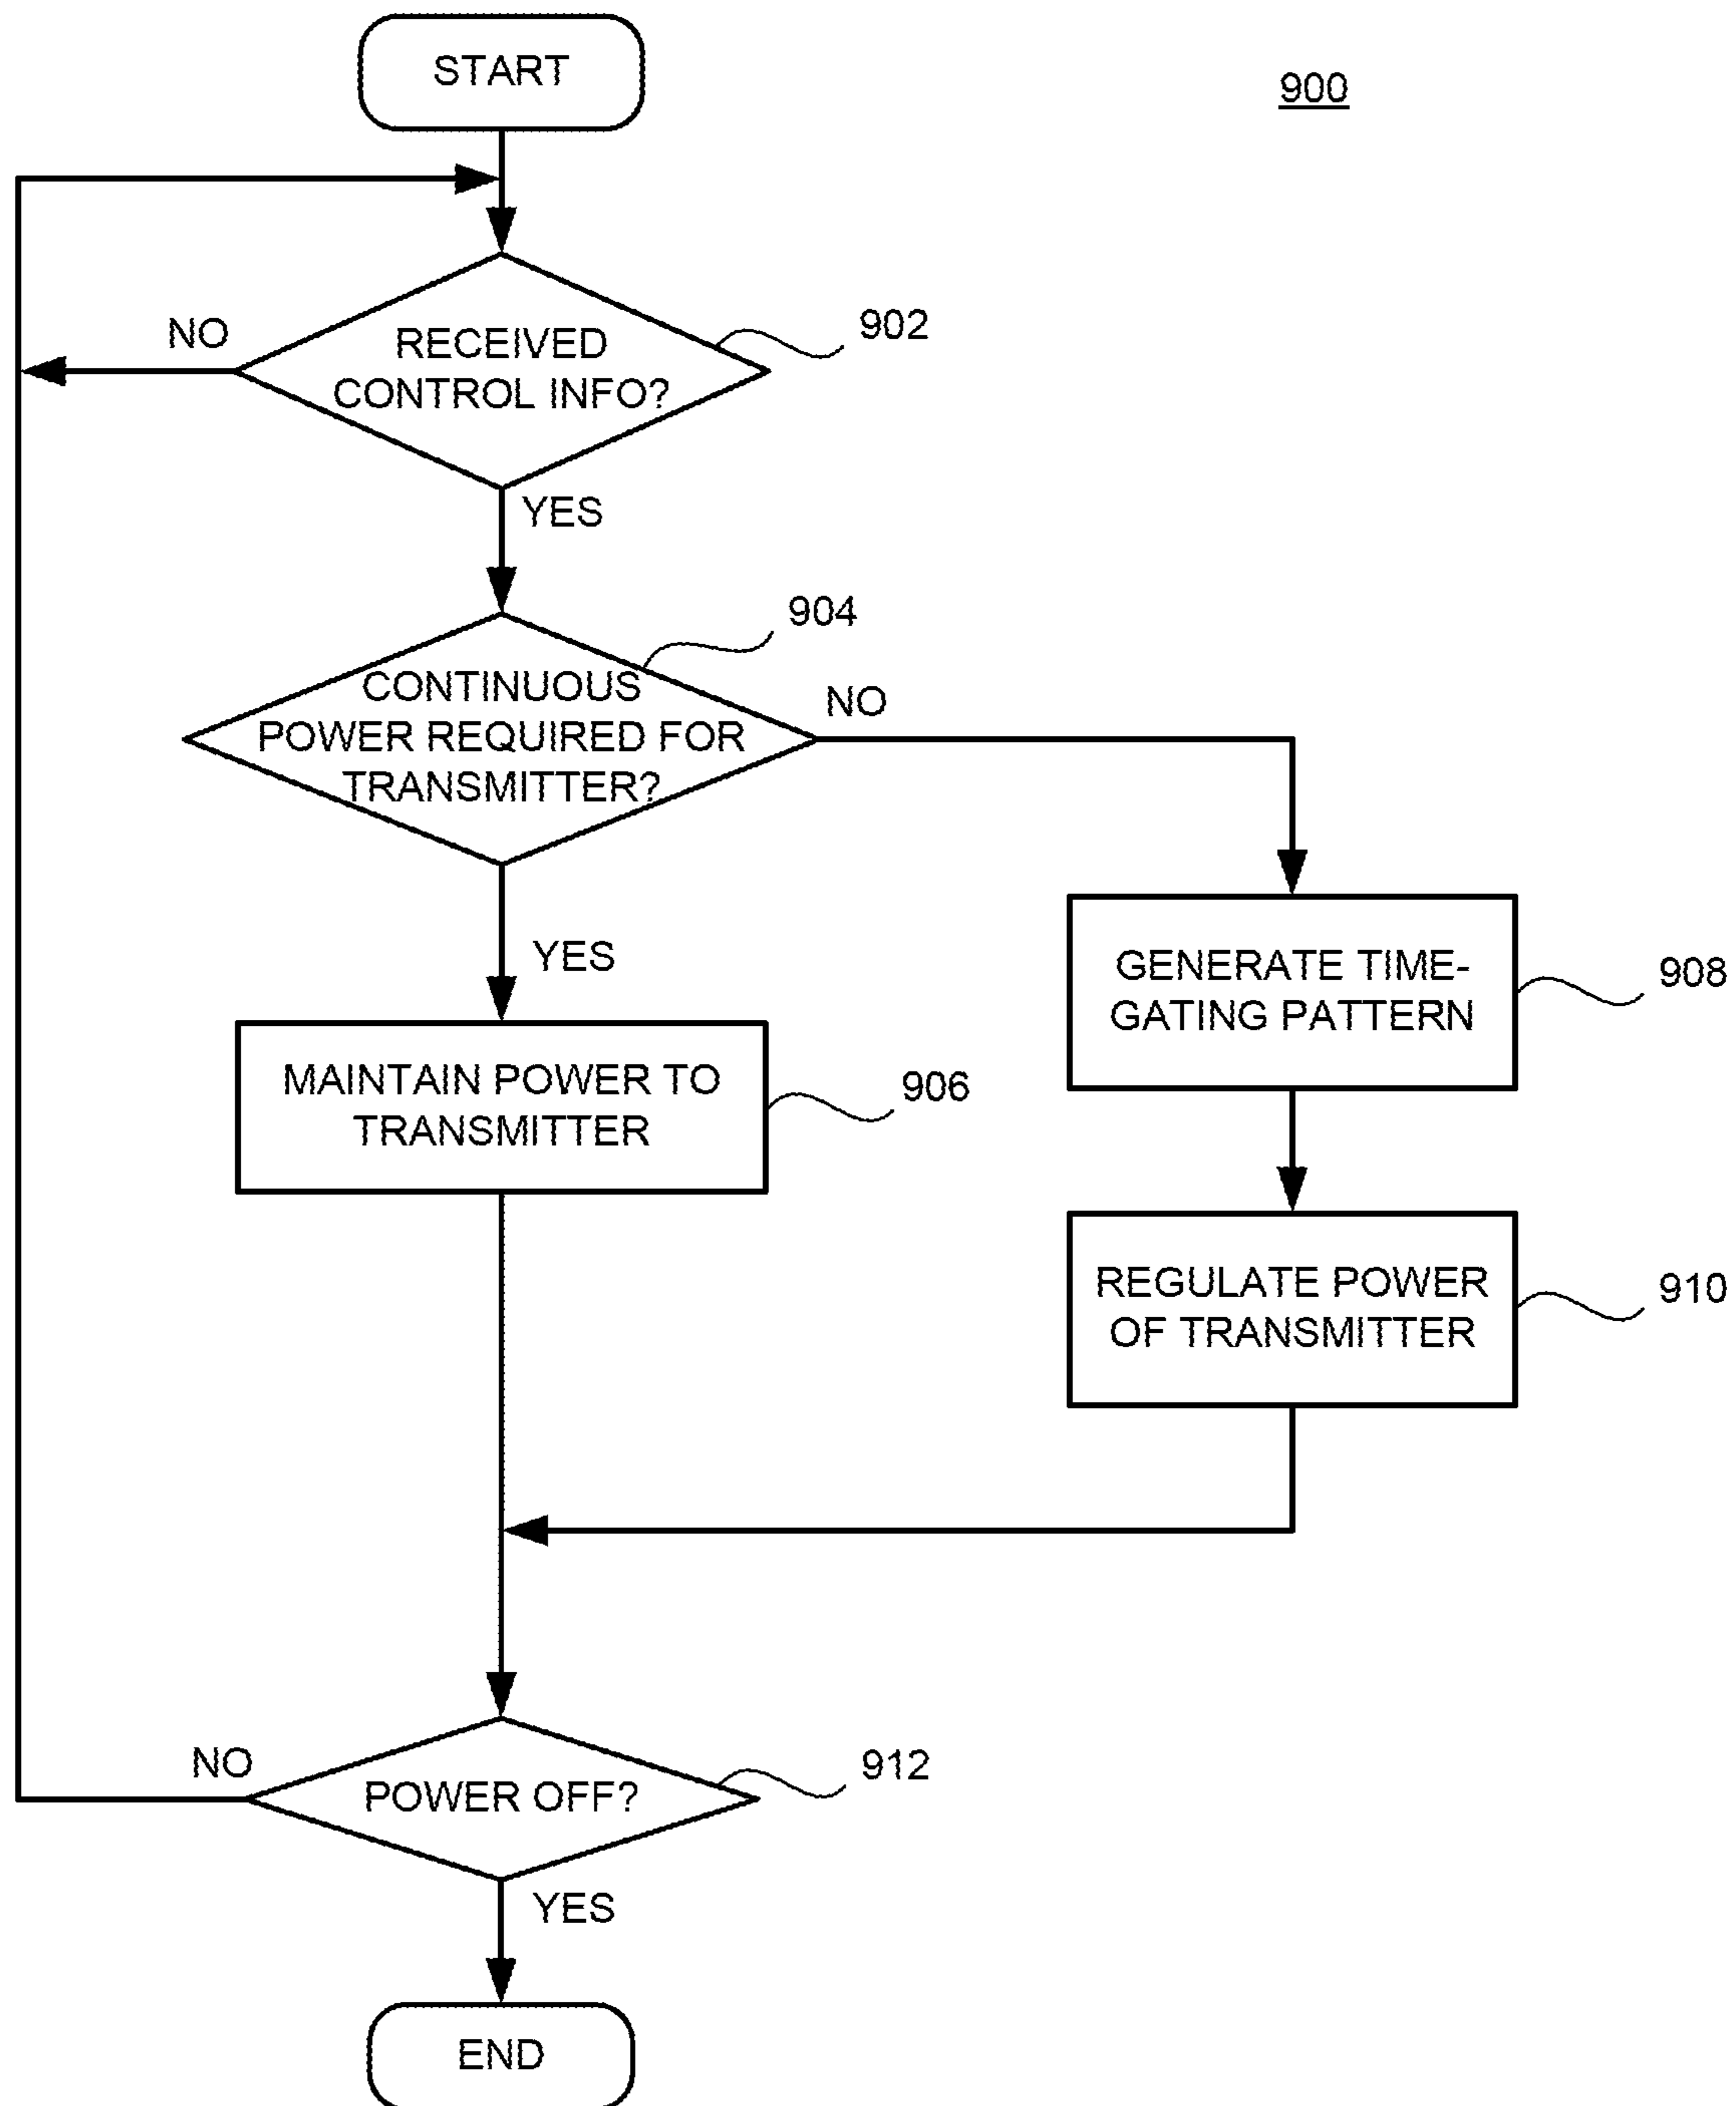 START
900
RECEIVED
CONTROL INFO?
902
NO
YES
904
CONTINUOUS
POWER REQUIRED FOR
TRANSMITTER?
NO
YES
MAINTAIN POWER TO
TRANSMITTER
906
GENERATE TIME-
GATING PATTERN
908
REGULATE POWER
OF TRANSMITTER
910
NO
POWER OFF?
912
YES
END